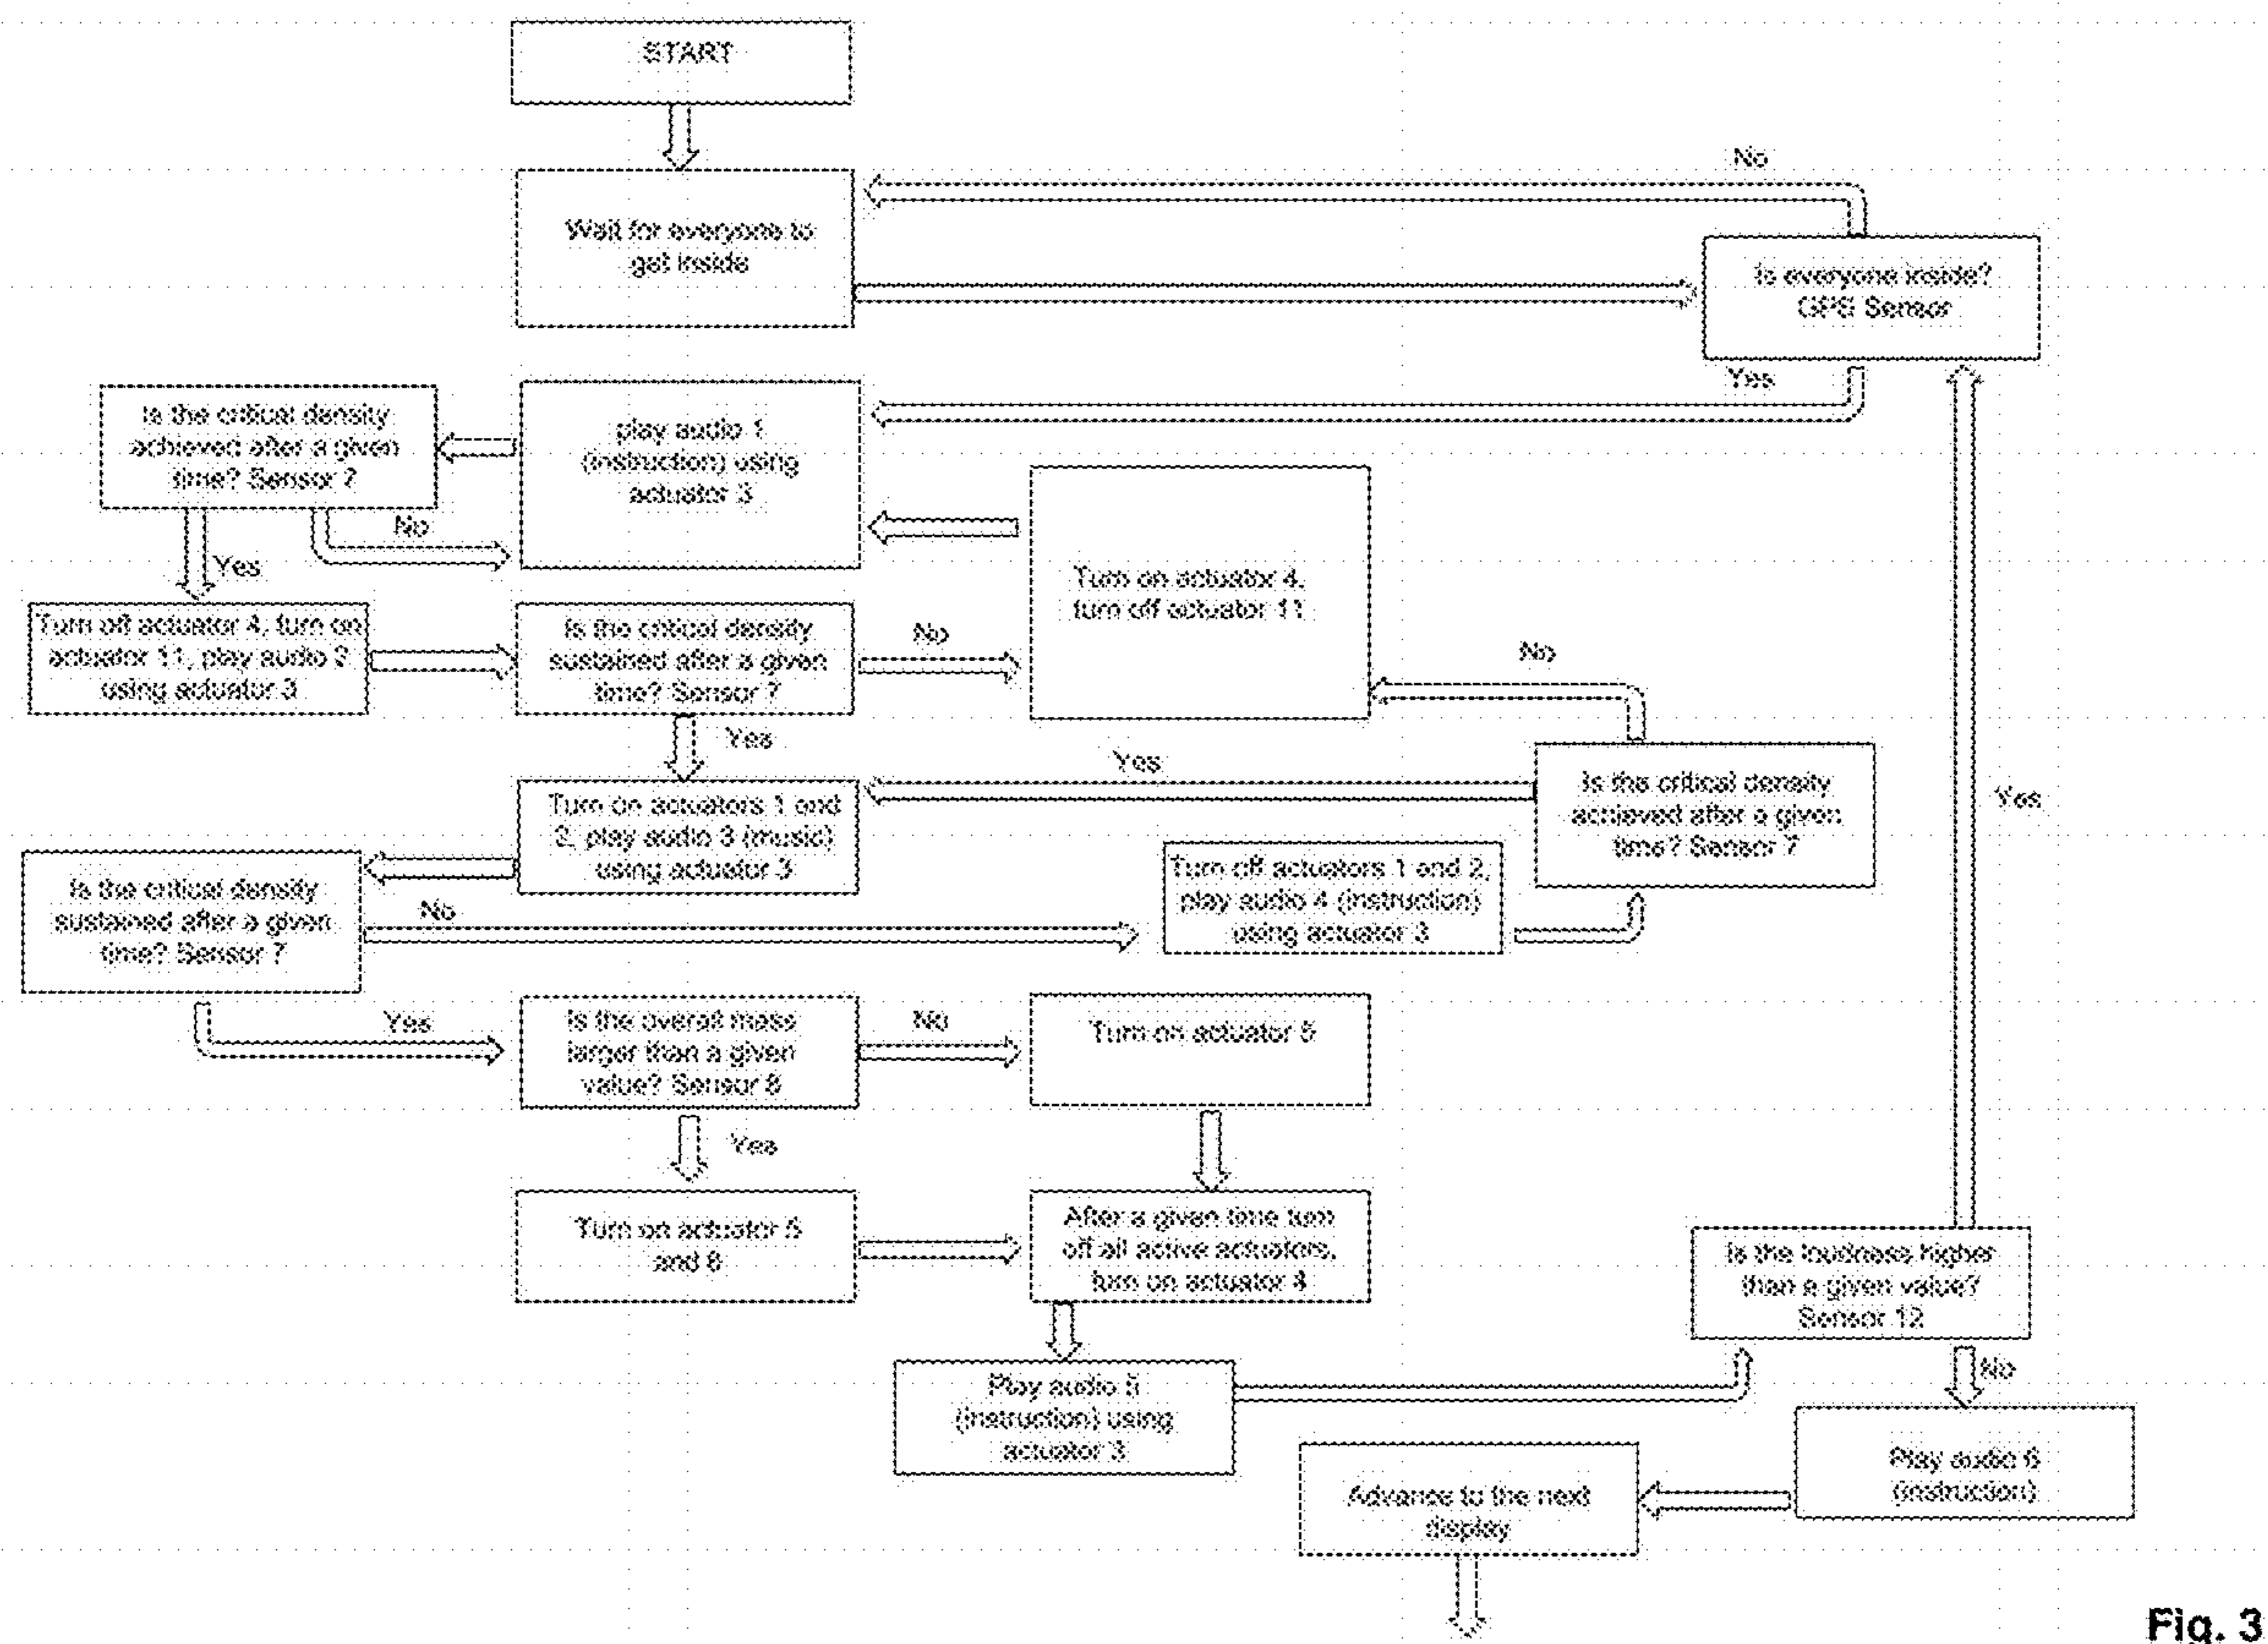 START
No
Wait for everyone to
get inside
Is everyone inside?
GPS Sensor
Yes
Is the critical density
achieved after a given
time? Sensor 7
play audio 1
(instruction) using
actuator 3
No
Yes
Turn on actuator 4,
turn off actuator 11
Turn off actuator 4, turn on
actuator 11, play audio 2
using actuator 3
Is the critical density
sustained after a given
time? Sensor 7
No
No
Yes
Yes
Turn on actuators 1 and
2, play audio 3 (music)
using actuator 3
Is the critical density
achieved after a given
time? Sensor 7
Yes
Is the critical density
sustained after a given
time? Sensor 7
No
Turn off actuators 1 and 2,
play audio 4 (instruction)
using actuator 3
Yes
Is the overall mass
larger than a given
value? Sensor 8
No
Turn on actuator 5
Yes
Turn on actuator 5
and 6
After a given time turn
off all active actuators,
turn on actuator 4
Is the loudness higher
than a given value?
Sensor 12
No
Play audio 5
(instruction) using
actuator 3
Play audio 6
(instruction)
Advance to the next
display
Fig. 3